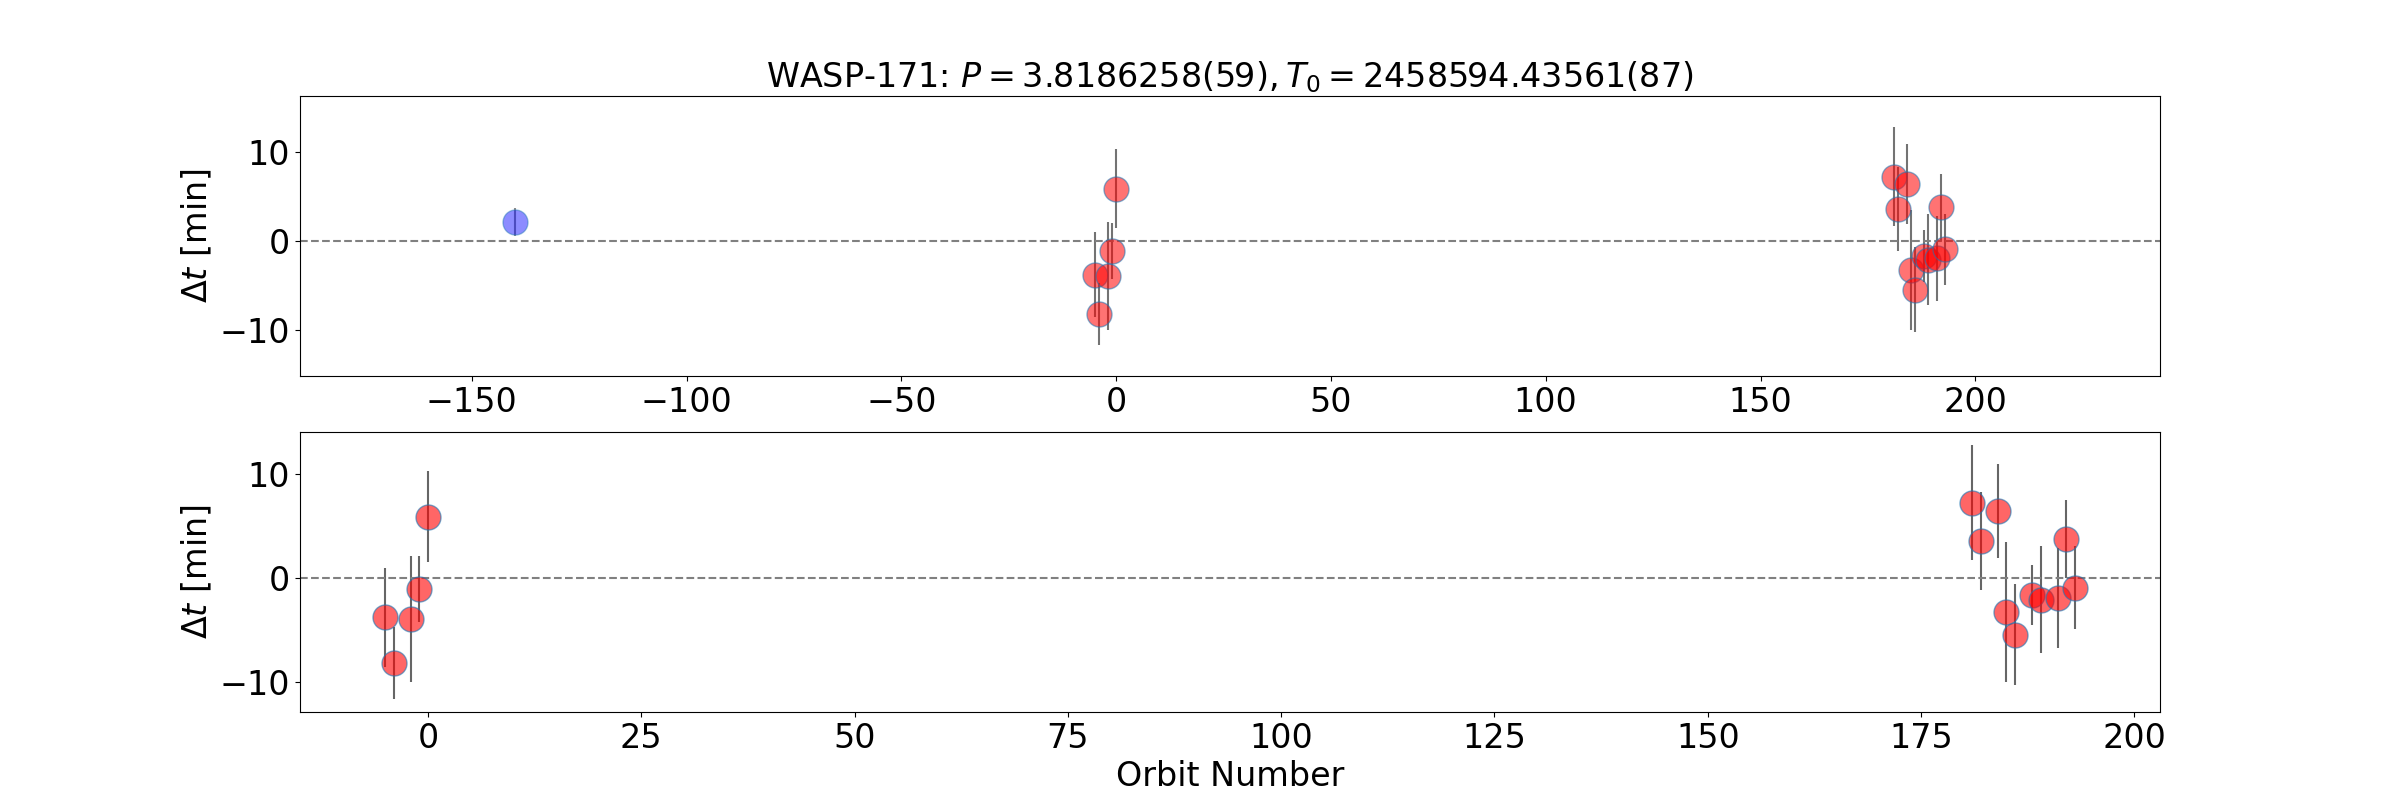 WASP-171: P = 3.8186258(59), T₀ = 2458594.43561(87)
10
0
−10
Δt [min]
−150 −100 −50 0 50 100 150 200
10
0
−10
Δt [min]
0 25 50 75 100 125 150 175 200
Orbit Number